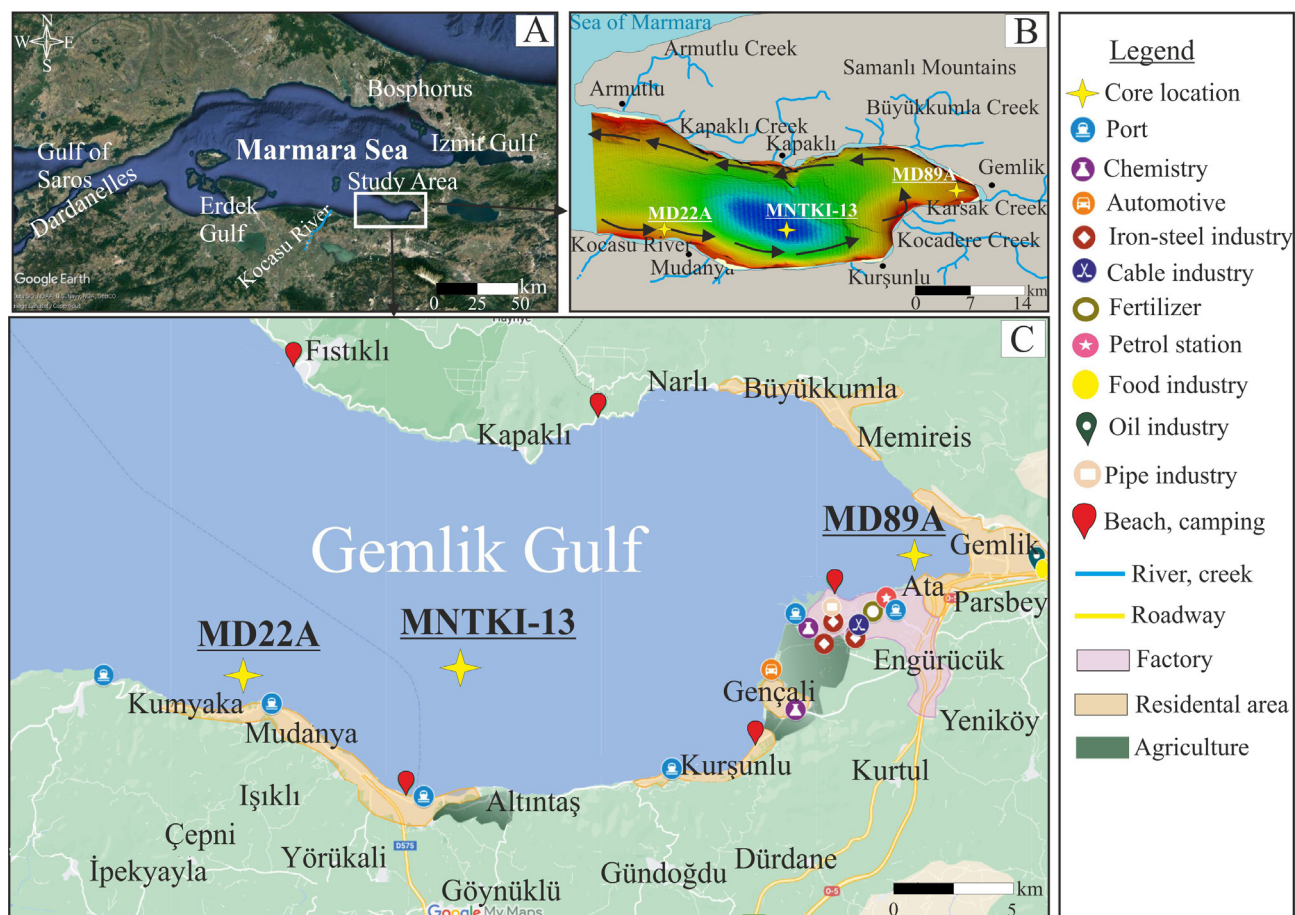 A
N
W E
S
Bosphorus
Gulf of
Saros
Marmara Sea
Izmir Gulf
Study Area
Dardanelles
Erdek
Gulf
Kocasu River
Google Earth
km
0 25 50
Sea of Marmara
B
Armutlu Creek
Samanlı Mountains
Armutlu
Büyükkumla Creek
Kapaklı Creek
Kapaklı
Gemlik
MD89A
MD22A
MNTKI-13
Karsak Creek
Kocasu River
Kocadere Creek
Mudanya
Kurşunlu
km
0 7 14
C
Fıstıklı
Narlı
Büyükkumla
Kapaklı
Memireis
MD89A
Gemlik Gulf
Gemlik
Ata
Parsbey
MD22A
MNTKI-13
Engürücük
Kumyaka
Gençali
Mudanya
Yeniköy
Kurşunlu
Işıklı
Altıntaş
Kurtul
Çepni
D575
Yörükali
İpekyayla
Gündoğdu
Dürdane
Göynüklü
O-5
km
0 5
Google My Maps
Legend
Core location
Port
Chemistry
Automotive
Iron-steel industry
Cable industry
Fertilizer
Petrol station
Food industry
Oil industry
Pipe industry
Beach, camping
River, creek
Roadway
Factory
Residental area
Agriculture